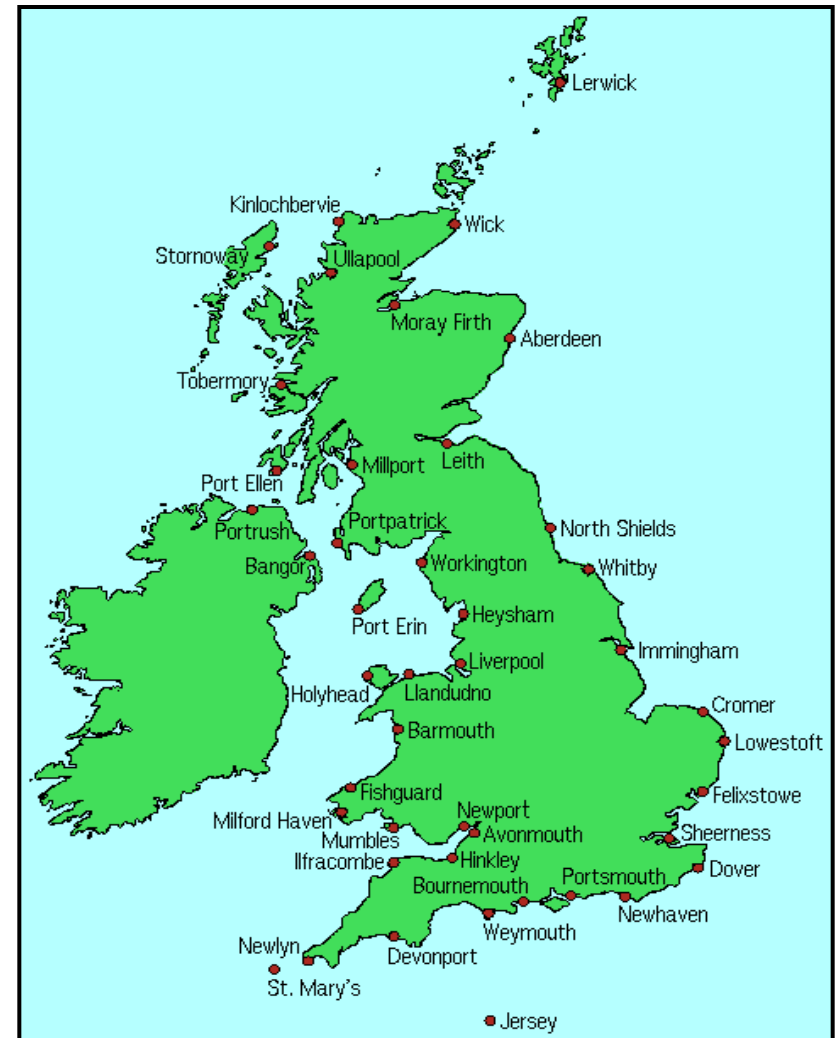 Lerwick
Kinlochbervie
Wick
Stornoway
Ullapool
Moray Firth
Aberdeen
Tobermory
Leith
Millport
Port Ellen
Portpatrick
Portrush
North Shields
Bangor
Workington
Whitby
Port Erin
Heysham
Immingham
Liverpool
Holyhead
Llandudno
Cromer
Barmouth
Lowestoft
Fishguard
Felixstowe
Milford Haven
Newport
Mumbles
Avonmouth
Sheerness
Ilfracombe
Hinkley
Dover
Portsmouth
Bournemouth
Newhaven
Weymouth
Newlyn
Devonport
St. Mary's
Jersey